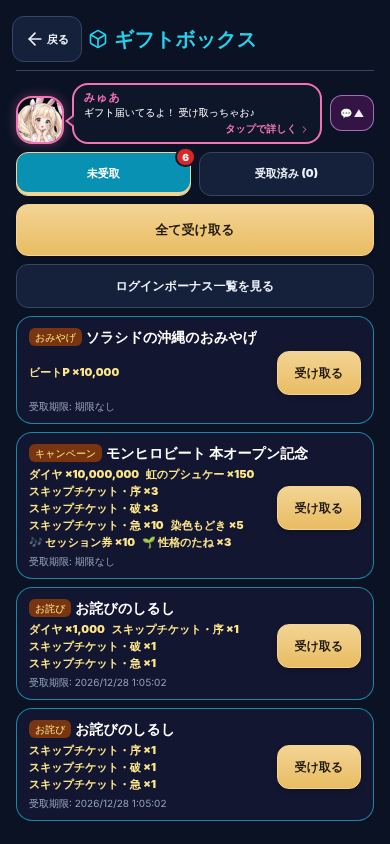 戻る
ギフトボックス
みゅあ
ギフト届いてるよ！ 受け取っちゃお♪
タップで詳しく
💬▲
未受取
6
受取済み (0)
全て受け取る
ログインボーナス一覧を見る
おみやげ ソラシドの沖縄のおみやげ
ビートP ×10,000
受け取る
受取期限: 期限なし
キャンペーン モンヒロビート 本オープン記念
ダイヤ ×10,000,000 虹のプシュケー ×150
スキップチケット・序 ×3
スキップチケット・破 ×3
スキップチケット・急 ×10 染色もどき ×5
🎶 セッション券 ×10 🌱 性格のたね ×3
受け取る
受取期限: 期限なし
お詫び お詫びのしるし
ダイヤ ×1,000 スキップチケット・序 ×1
スキップチケット・破 ×1
スキップチケット・急 ×1
受け取る
受取期限: 2026/12/28 1:05:02
お詫び お詫びのしるし
スキップチケット・序 ×1
スキップチケット・破 ×1
スキップチケット・急 ×1
受け取る
受取期限: 2026/12/28 1:05:02